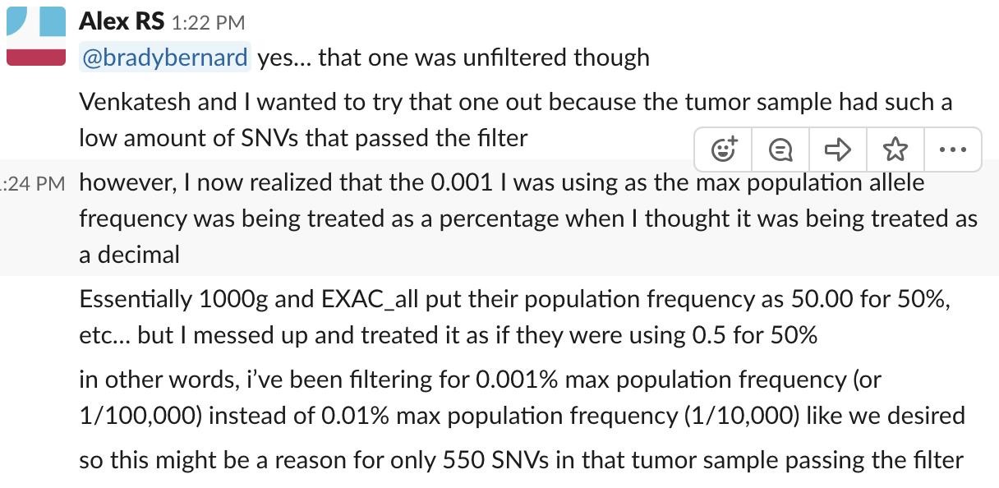 Alex RS 1:22 PM
@bradybernard yes... that one was unfiltered though
Venkatesh and I wanted to try that one out because the tumor sample had such a
low amount of SNVs that passed the filter
:24 PM however, I now realized that the 0.001 I was using as the max population allele
frequency was being treated as a percentage when I thought it was being treated as
a decimal
Essentially 1000g and EXAC_all put their population frequency as 50.00 for 50%,
etc... but I messed up and treated it as if they were using 0.5 for 50%
in other words, i’ve been filtering for 0.001% max population frequency (or
1/100,000) instead of 0.01% max population frequency (1/10,000) like we desired
so this might be a reason for only 550 SNVs in that tumor sample passing the filter